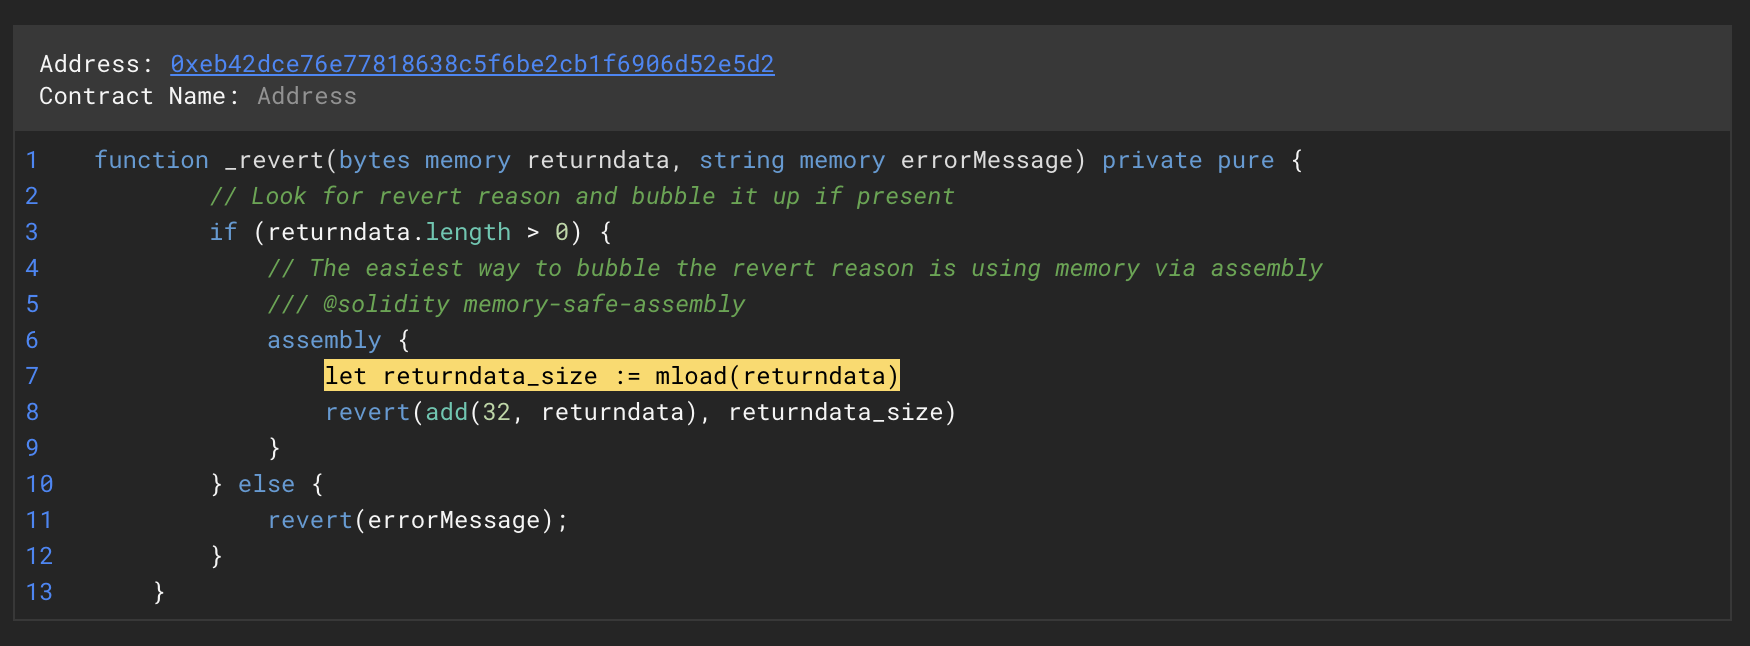 Address: 0xeb42dce76e77818638c5f6be2cb1f6906d52e5d2
Contract Name: Address
1 function _revert(bytes memory returndata, string memory errorMessage) private pure {
2 // Look for revert reason and bubble it up if present
3 if (returndata.length > 0) {
4 // The easiest way to bubble the revert reason is using memory via assembly
5 /// @solidity memory-safe-assembly
6 assembly {
7 let returndata_size := mload(returndata)
8 revert(add(32, returndata), returndata_size)
9 }
10 } else {
11 revert(errorMessage);
12 }
13 }